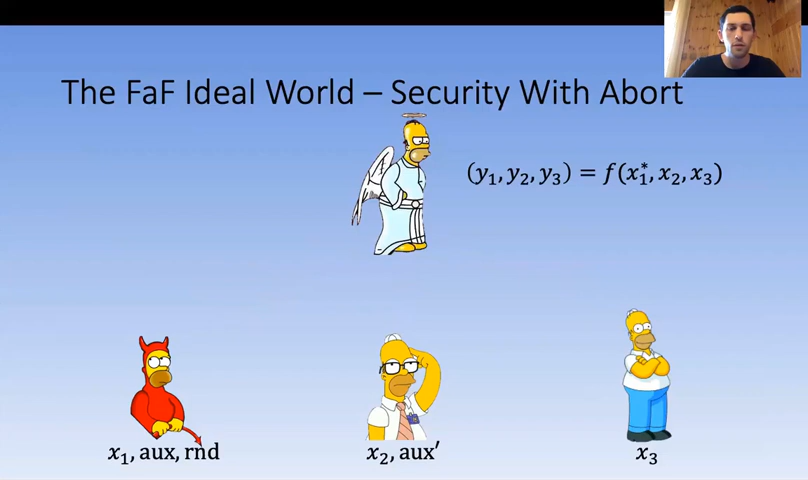 The FaF Ideal World – Security With Abort
(y₁, y₂, y₃) = f(x₁*, x₂, x₃)
x₁, aux, rnd
x₂, aux′
x₃